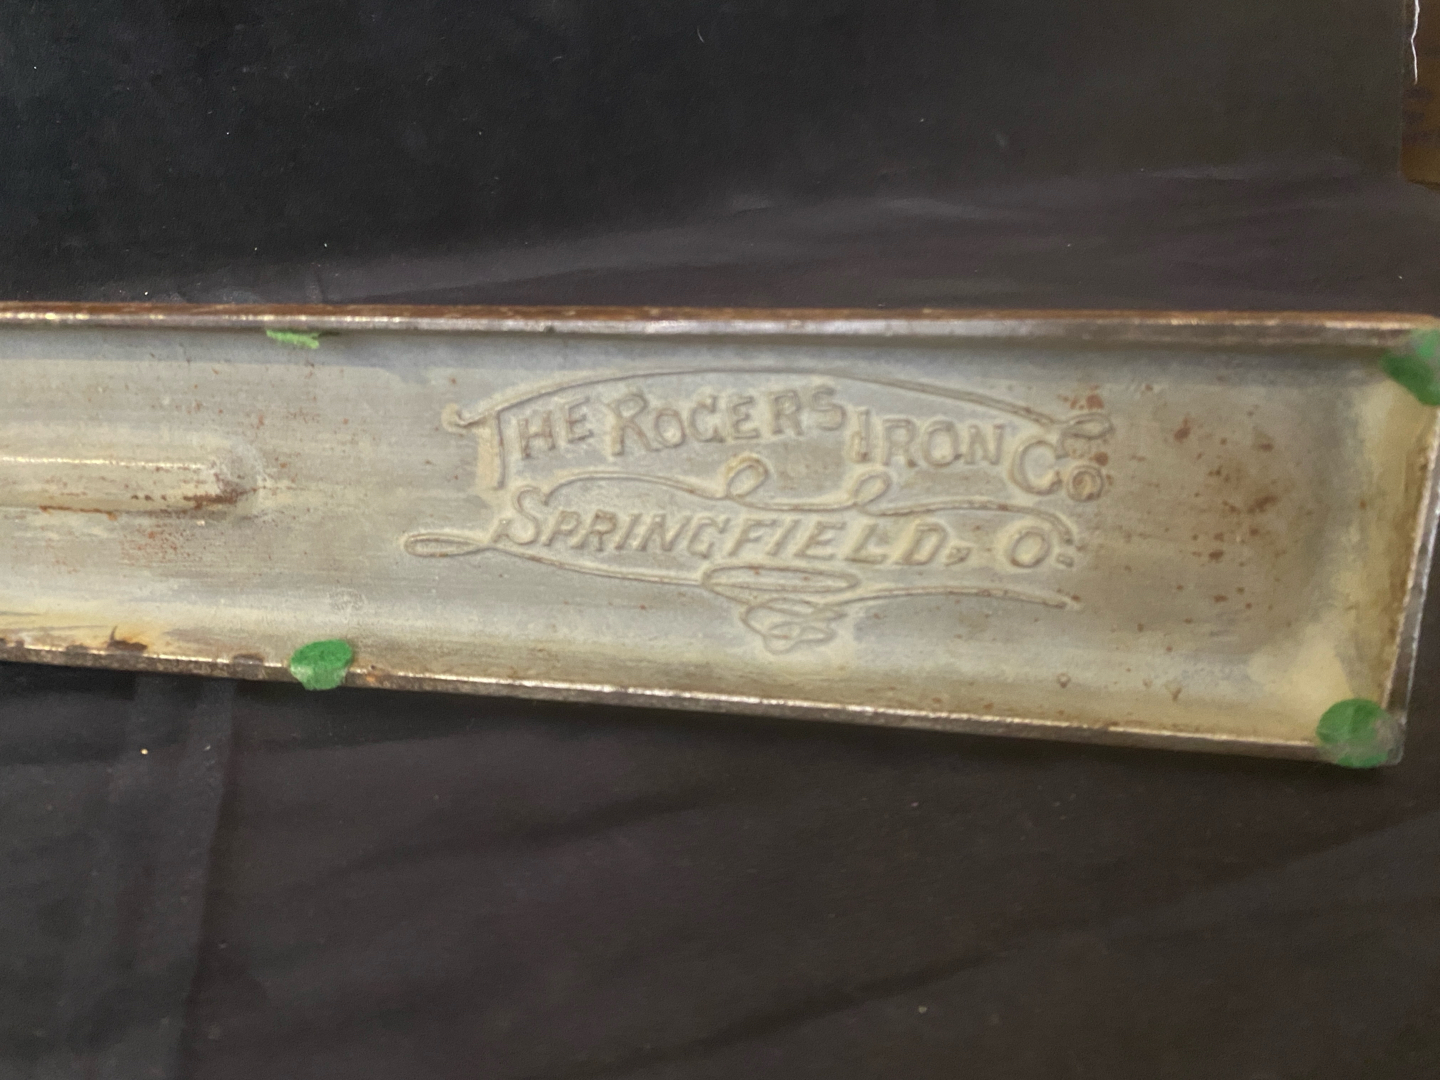 THE ROGERS IRON Co
SPRINGFIELD, O.